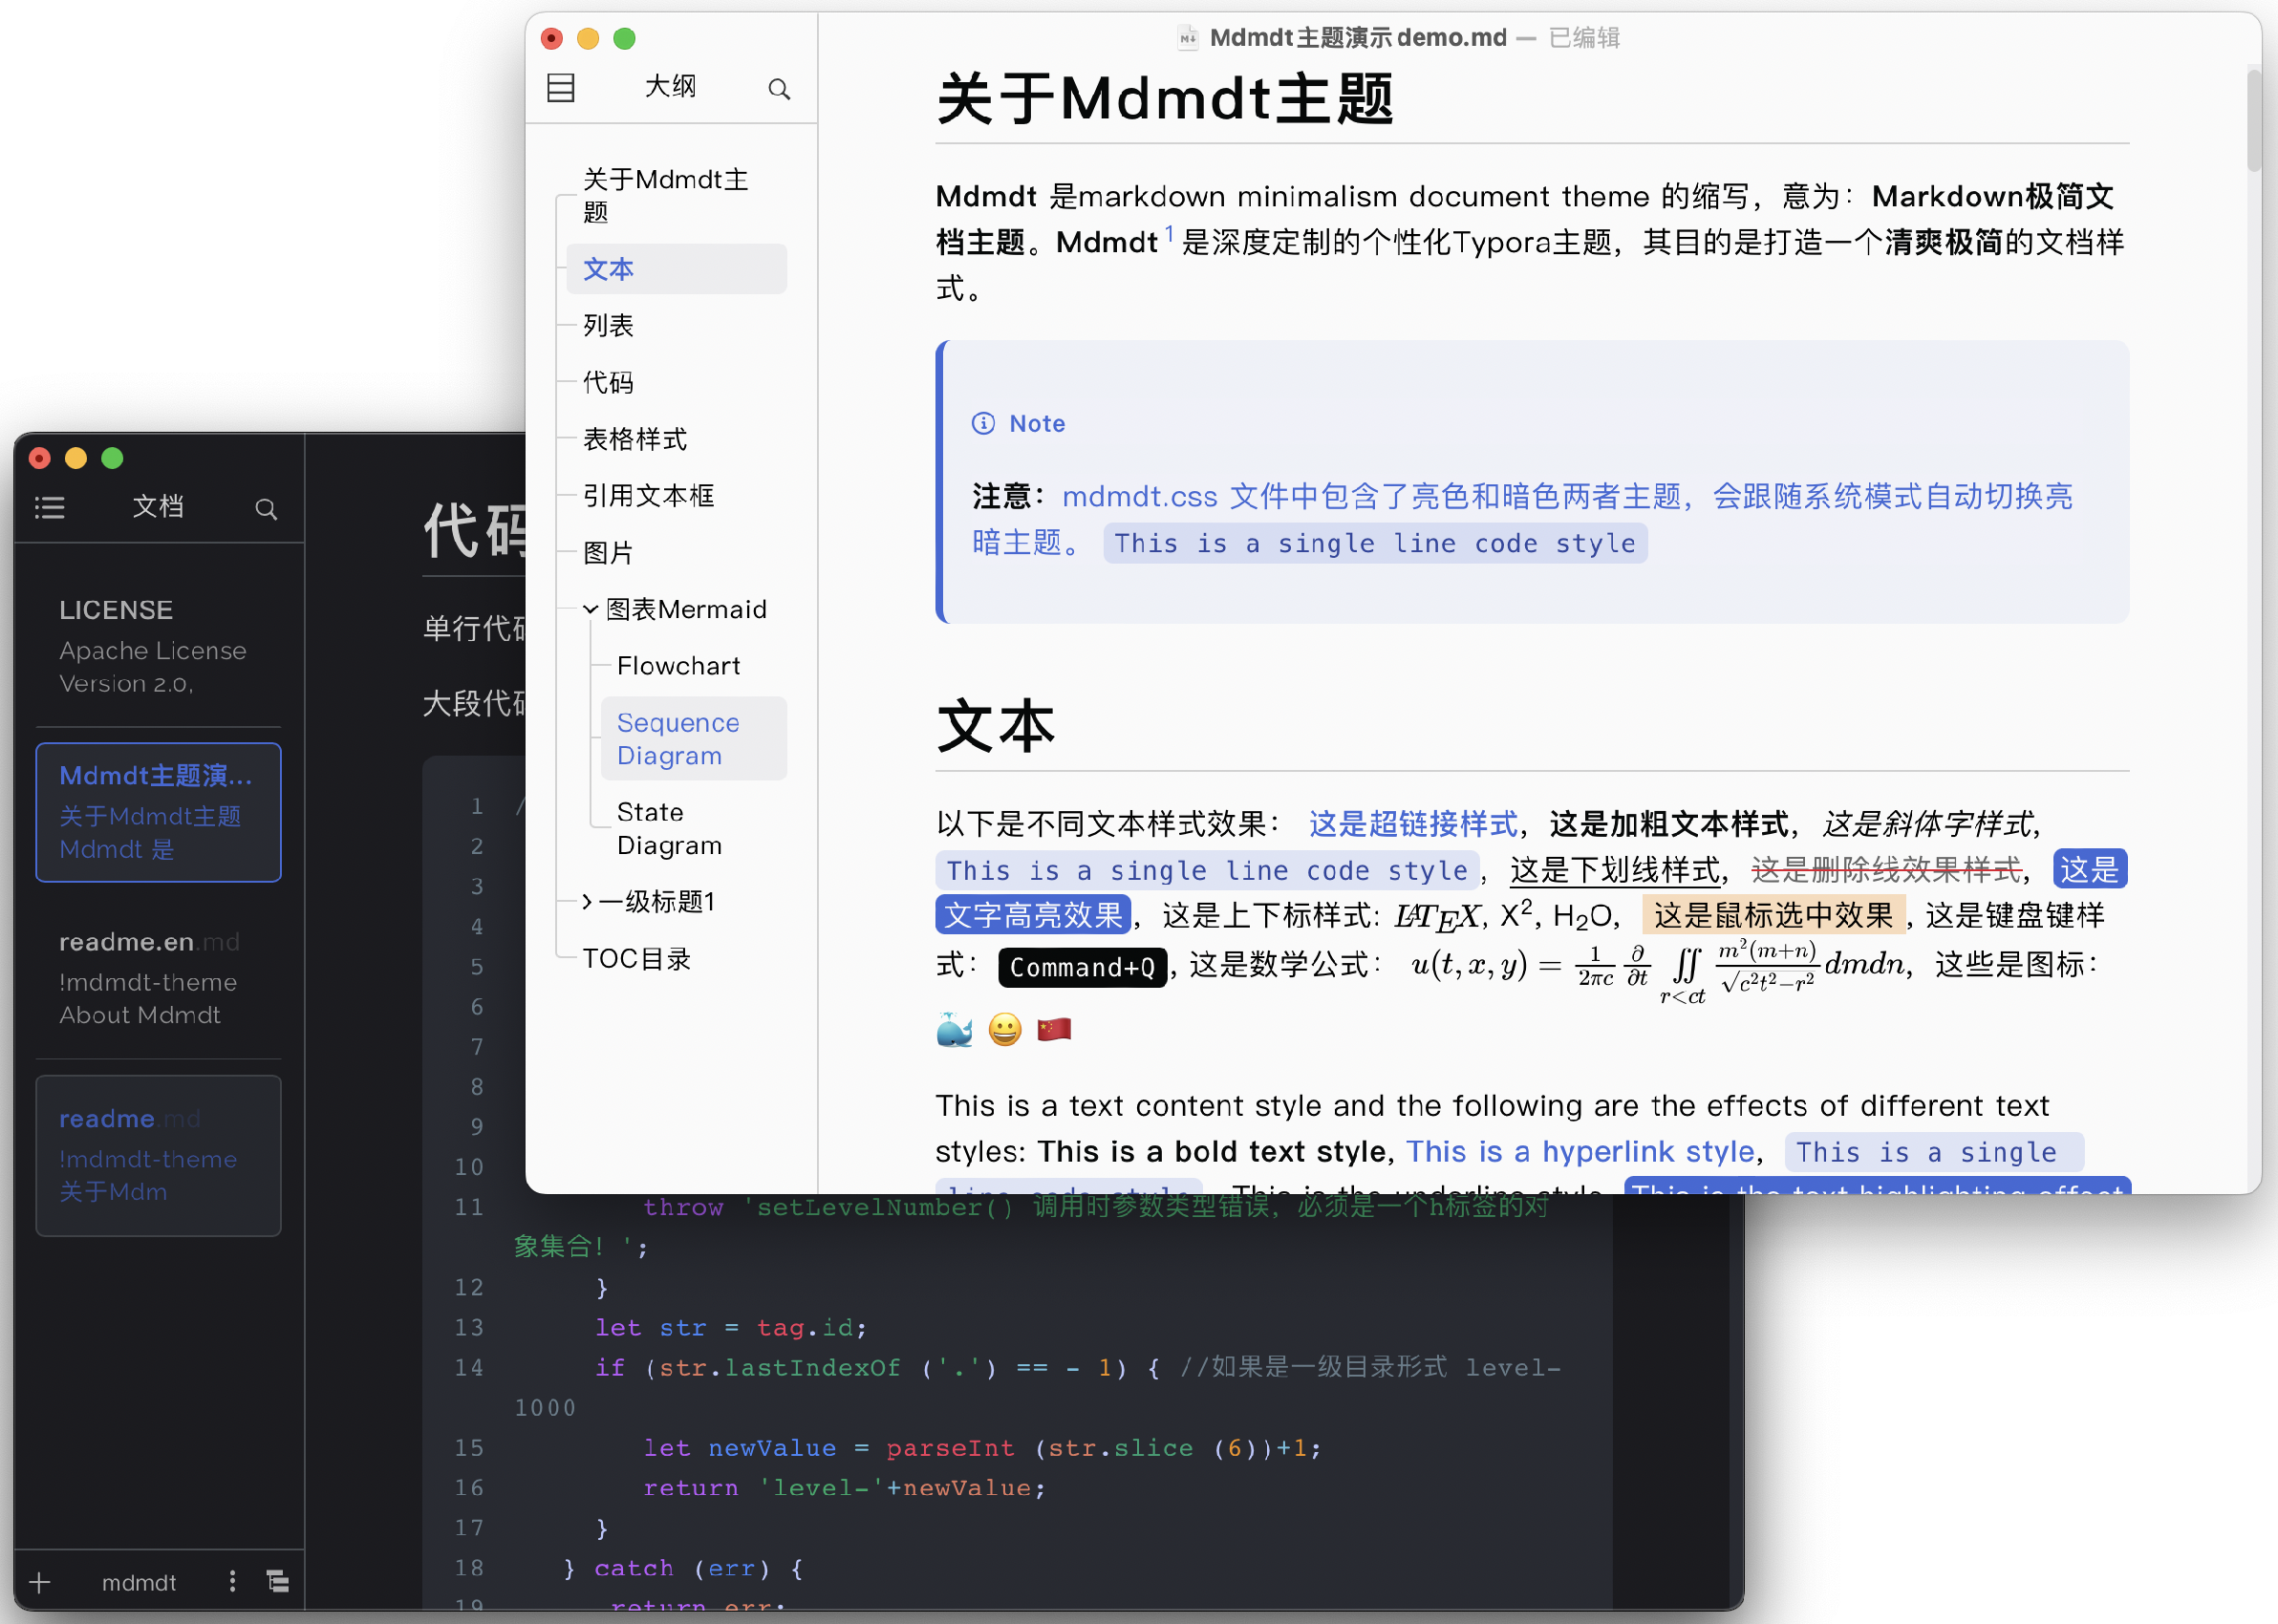 Mdmdt主题演示demo.md — 已编辑
大纲
关于Mdmdt主
题
文本
列表
代码
表格样式
引用文本框
图片
图表Mermaid
Flowchart
Sequence
Diagram
State
Diagram
一级标题1
TOC目录
关于Mdmdt主题
Mdmdt 是markdown minimalism document theme 的缩写，意为：Markdown极简文
档主题。Mdmdt 1 是深度定制的个性化Typora主题，其目的是打造一个清爽极简的文档样
式。
Note
注意：mdmdt.css 文件中包含了亮色和暗色两者主题，会跟随系统模式自动切换亮
暗主题。 This is a single line code style
文本
以下是不同文本样式效果： 这是超链接样式，这是加粗文本样式，这是斜体字样式，
This is a single line code style，这是下划线样式，这是删除线效果样式，这是
文字高亮效果，这是上下标样式: LATEX, X², H₂O, 这是鼠标选中效果, 这是键盘键样
式： Command+Q, 这是数学公式： u(t, x, y) = 1/2πc ∂/∂t ∬r<ct m²(m+n)/√c²t²−r² dmdn，这些是图标：
🐳 😀 🇨🇳
This is a text content style and the following are the effects of different text
styles: This is a bold text style, This is a hyperlink style, This is a single
line code style, This is the underline style, This is the text highlighting effect
文档
LICENSE
Apache License
Version 2.0,
Mdmdt主题演...
关于Mdmdt主题
Mdmdt 是
readme.en.md
!mdmdt-theme
About Mdmdt
readme.md
!mdmdt-theme
关于Mdm
mdmdt
代码
单行代码
大段代码
1 /
2
3
4
5
6
7
8
9
10
11 throw 'setLevelNumber() 调用时参数类型错误，必须是一个h标签的对
象集合！';
12 }
13 let str = tag.id;
14 if (str.lastIndexOf ('.') == - 1) { //如果是一级目录形式 level-
1000
15 let newValue = parseInt (str.slice (6))+1;
16 return 'level-'+newValue;
17 }
18 } catch (err) {
19 return err;